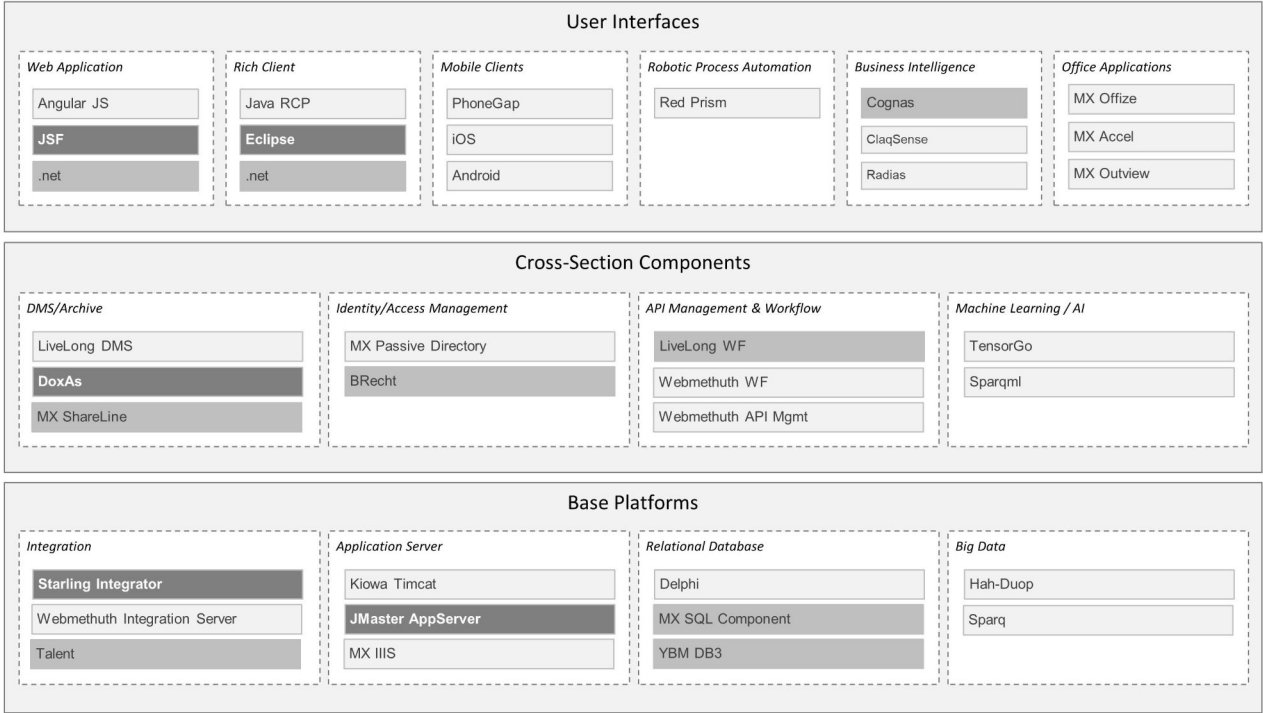 User Interfaces
Web Application
Angular JS
JSF
.net
Rich Client
Java RCP
Eclipse
.net
Mobile Clients
PhoneGap
iOS
Android
Robotic Process Automation
Red Prism
Business Intelligence
Cognas
ClaqSense
Radias
Office Applications
MX Offize
MX Accel
MX Outview
Cross-Section Components
DMS/Archive
LiveLong DMS
DoxAs
MX ShareLine
Identity/Access Management
MX Passive Directory
BRecht
API Management & Workflow
LiveLong WF
Webmethuth WF
Webmethuth API Mgmt
Machine Learning / AI
TensorGo
Sparqml
Base Platforms
Integration
Starling Integrator
Webmethuth Integration Server
Talent
Application Server
Kiowa Timcat
JMaster AppServer
MX IIIS
Relational Database
Delphi
MX SQL Component
YBM DB3
Big Data
Hah-Duop
Sparq